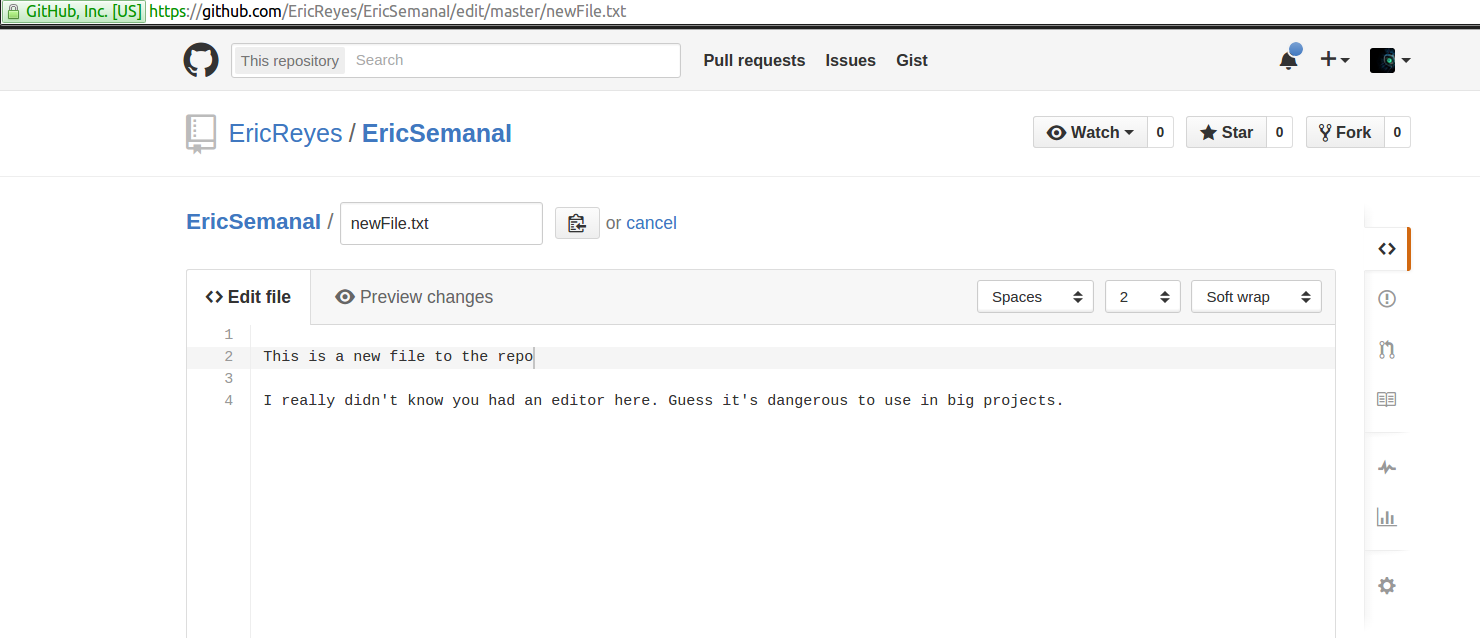 GitHub, Inc. [US] https://github.com/EricReyes/EricSemanal/edit/master/newFile.txt
This repository Search Pull requests Issues Gist
EricReyes / EricSemanal Watch 0 Star 0 Fork 0
EricSemanal / newFile.txt or cancel
<> Edit file Preview changes Spaces 2 Soft wrap
1
2 This is a new file to the repo
3
4 I really didn't know you had an editor here. Guess it's dangerous to use in big projects.